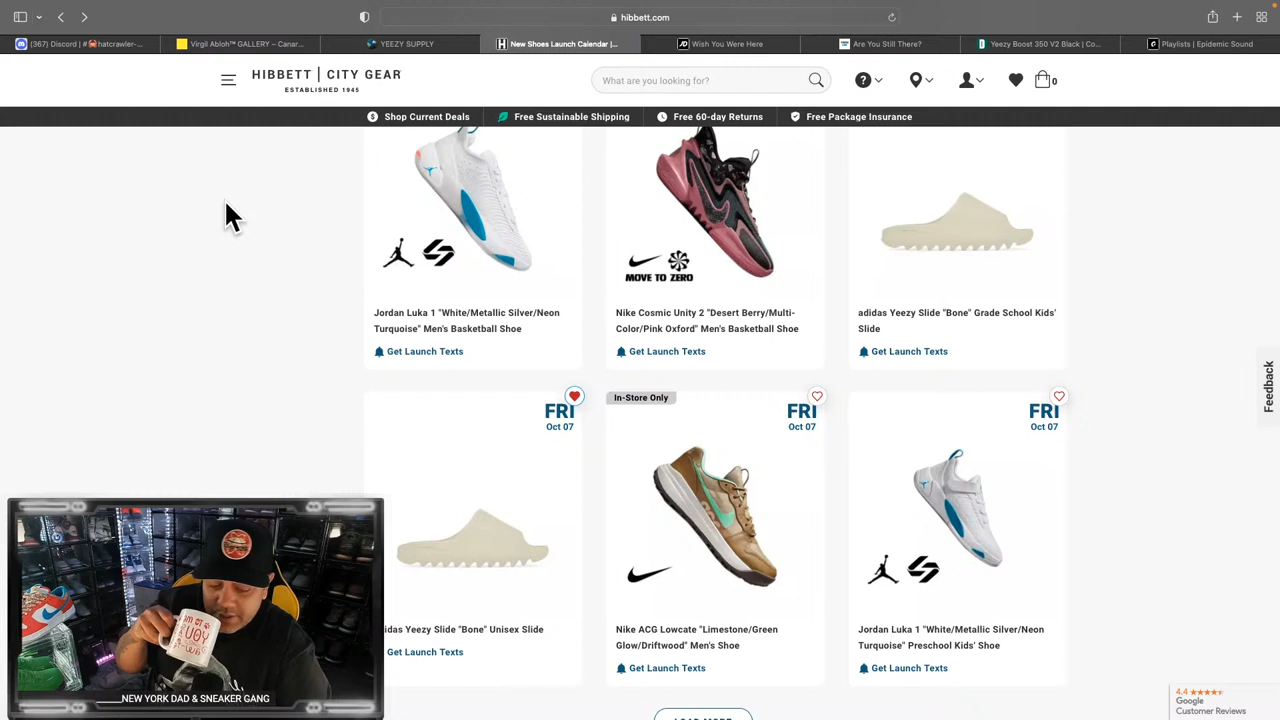 hibbett.com
(367) Discord | #🦀hatcrawler-...
Virgil Abloh™ GALLERY – Canar...
YEEZY SUPPLY
New Shoes Launch Calendar |...
Wish You Were Here
Are You Still There?
Yeezy Boost 350 V2 Black | Co...
Playlists | Epidemic Sound
HIBBETT | CITY GEAR
ESTABLISHED 1945
What are you looking for?
0
Shop Current Deals
Free Sustainable Shipping
Free 60-day Returns
Free Package Insurance
MOVE TO ZERO
Jordan Luka 1 "White/Metallic Silver/Neon
Turquoise" Men's Basketball Shoe
Get Launch Texts
Nike Cosmic Unity 2 "Desert Berry/Multi-
Color/Pink Oxford" Men's Basketball Shoe
Get Launch Texts
adidas Yeezy Slide "Bone" Grade School Kids'
Slide
Get Launch Texts
Feedback
FRI
Oct 07
In-Store Only
FRI
Oct 07
FRI
Oct 07
idas Yeezy Slide "Bone" Unisex Slide
Get Launch Texts
Nike ACG Lowcate "Limestone/Green
Glow/Driftwood" Men's Shoe
Get Launch Texts
Jordan Luka 1 "White/Metallic Silver/Neon
Turquoise" Preschool Kids' Shoe
Get Launch Texts
NEW YORK DAD & SNEAKER GANG
LOAD MORE
4.4
Google
Customer Reviews